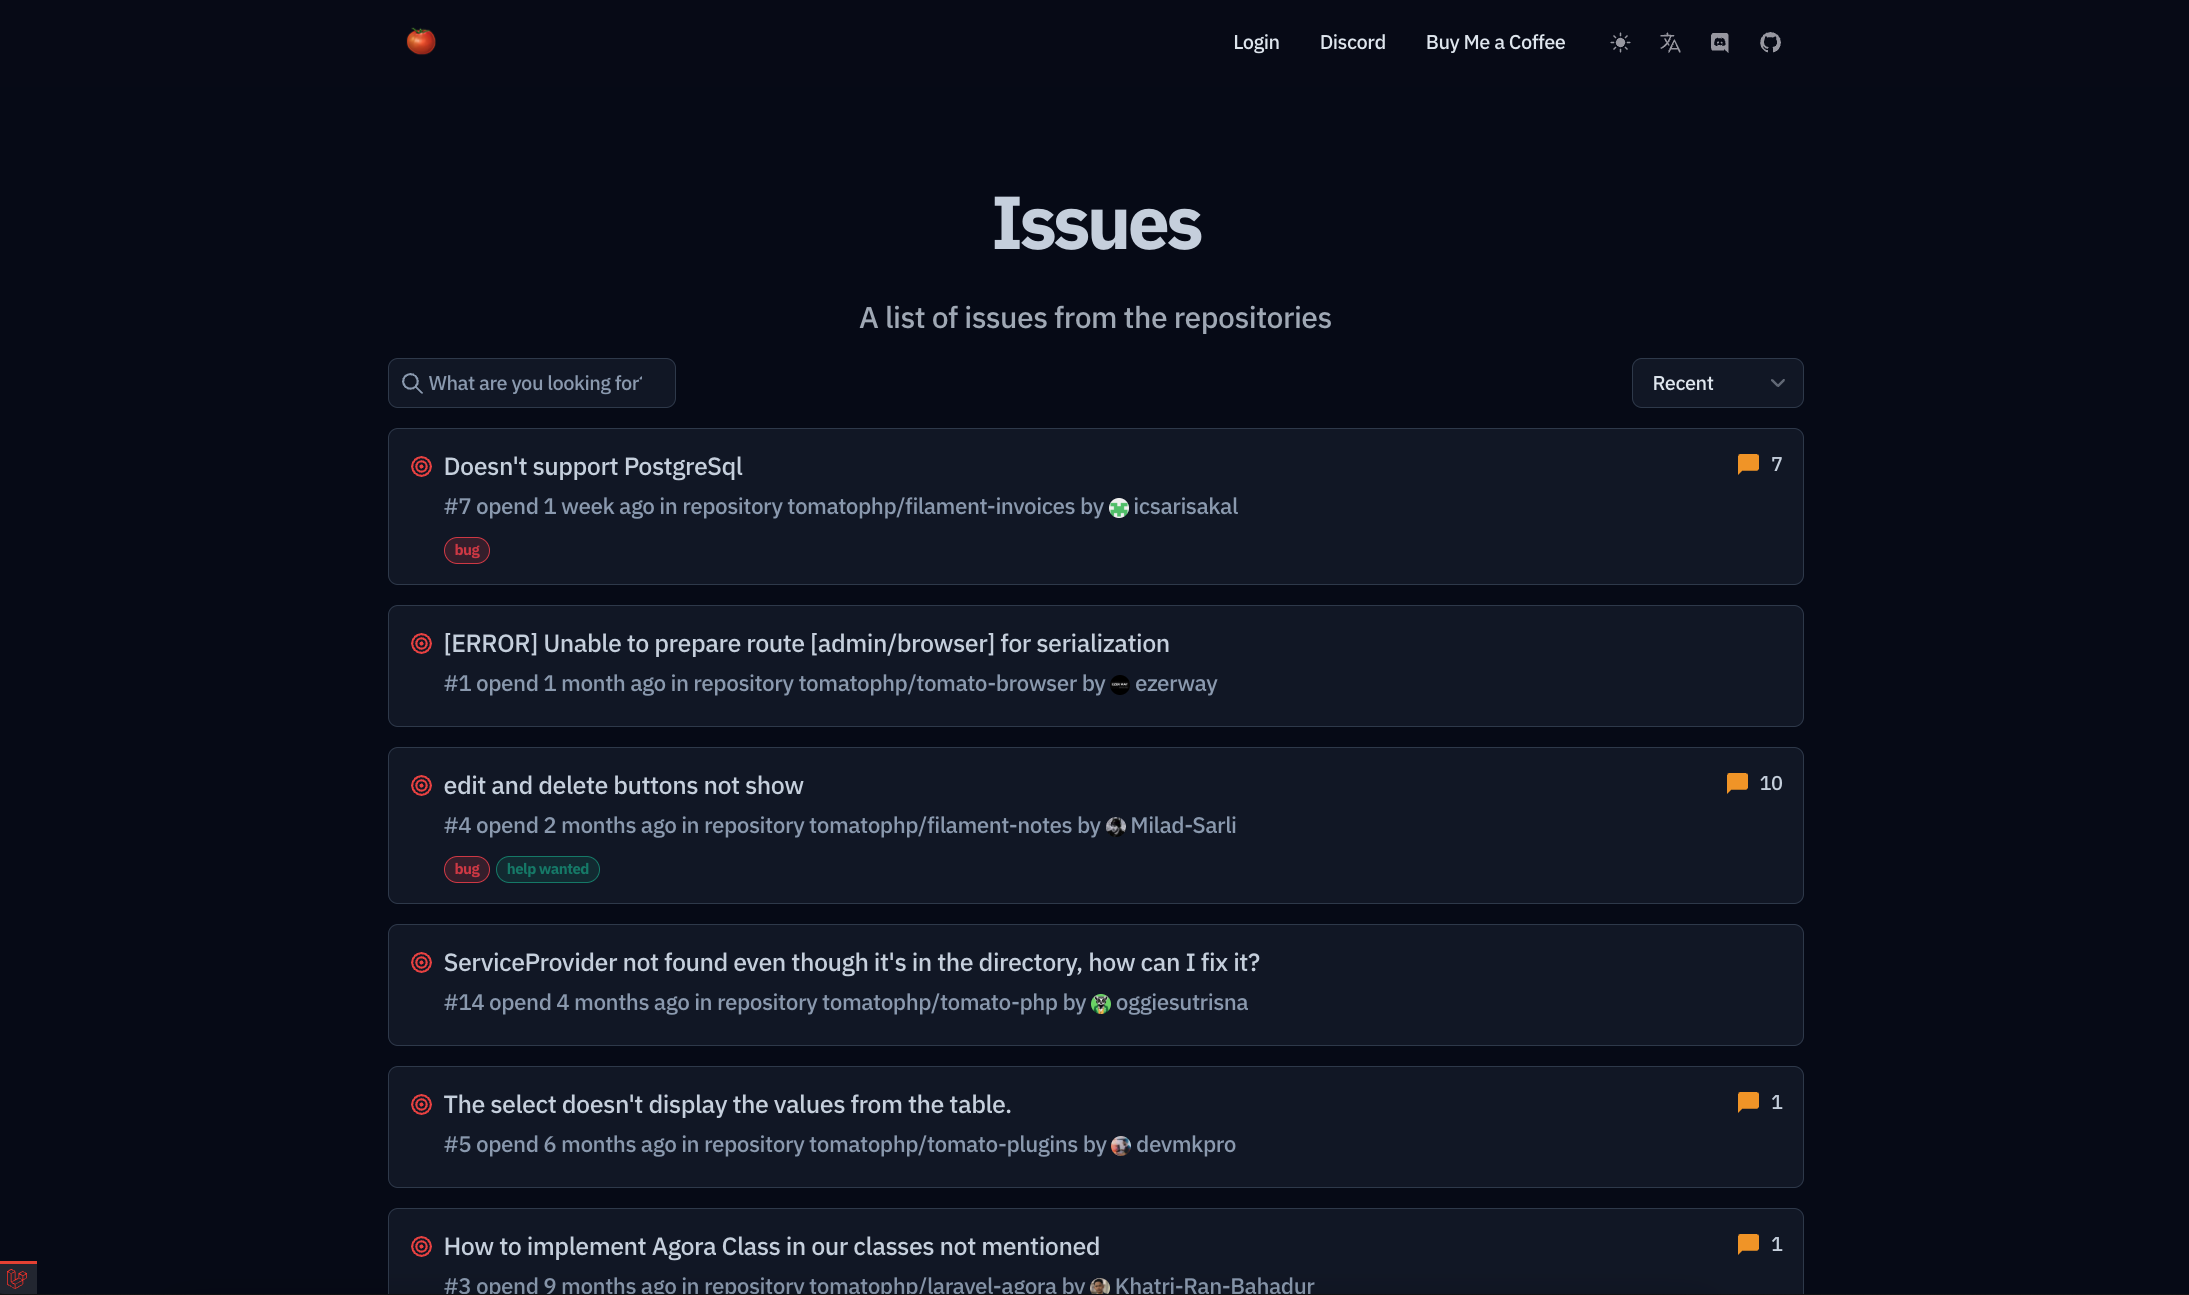 Login Discord Buy Me a Coffee
Issues
A list of issues from the repositories
What are you looking for
Recent
Doesn't support PostgreSql
7
#7 opend 1 week ago in repository tomatophp/filament-invoices by icsarisakal
bug
[ERROR] Unable to prepare route [admin/browser] for serialization
#1 opend 1 month ago in repository tomatophp/tomato-browser by ezerway
edit and delete buttons not show
10
#4 opend 2 months ago in repository tomatophp/filament-notes by Milad-Sarli
bug help wanted
ServiceProvider not found even though it's in the directory, how can I fix it?
#14 opend 4 months ago in repository tomatophp/tomato-php by oggiesutrisna
The select doesn't display the values from the table.
1
#5 opend 6 months ago in repository tomatophp/tomato-plugins by devmkpro
How to implement Agora Class in our classes not mentioned
1
#3 opend 9 months ago in repository tomatophp/laravel-agora by Khatri-Ran-Bahadur